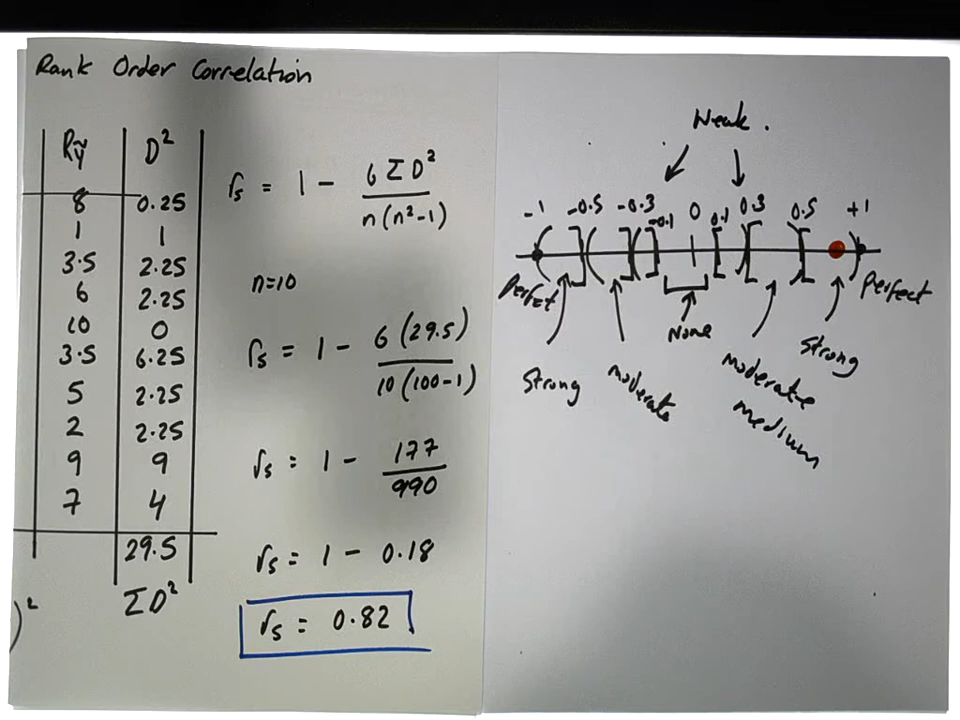 Rank Order Correlation
Ry D²
8 0.25
1 1
3.5 2.25
6 2.25
10 0
3.5 6.25
5 2.25
2 2.25
9 9
7 4
29.5
)² ΣD²
rs = 1 - 6ΣD² / n(n²-1)
n=10
rs = 1 - 6(29.5) / 10(100-1)
rs = 1 - 177 / 990
rs = 1 - 0.18
rs = 0.82
Weak.
-1 -0.5 -0.3 -0.1 0 0.1 0.3 0.5 +1
Perfect None Perfect
Strong moderate moderate Strong
medium